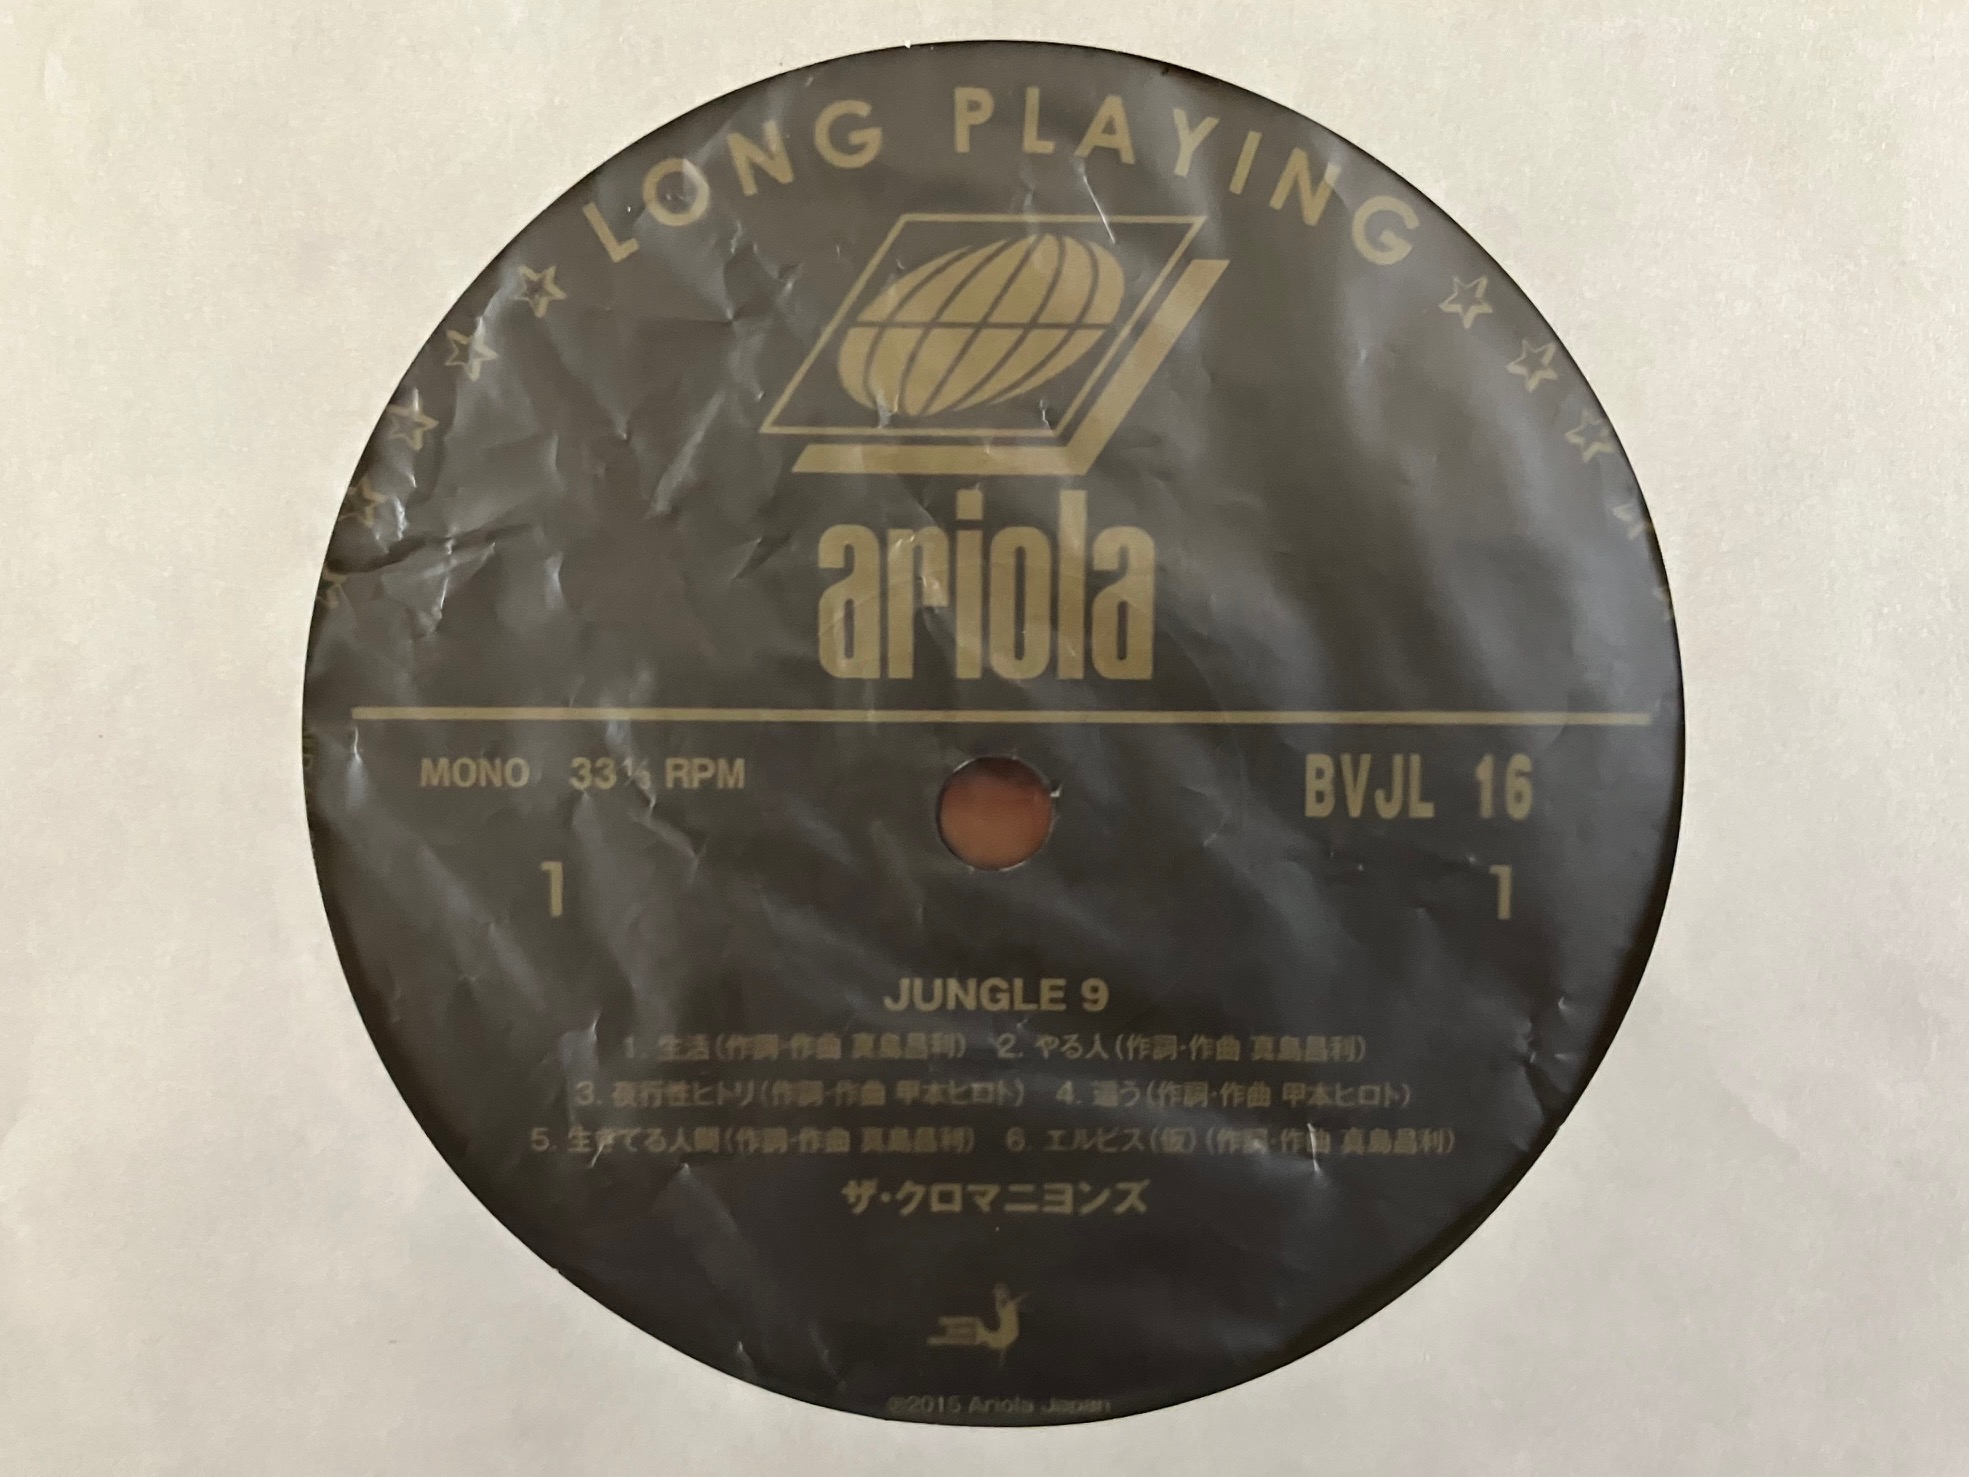 LONG PLAYING
ariola
MONO 33⅓ RPM
BVJL 16
1
1
JUNGLE 9
1. 生活(作詞・作曲 真島昌利) 2. やる人(作詞・作曲 真島昌利)
3. 夜行性ヒトリ(作詞・作曲 甲本ヒロト) 4. 這う(作詞・作曲 甲本ヒロト)
5. 生きてる人間(作詞・作曲 真島昌利) 6. エルビス(仮)(作詞・作曲 真島昌利)
ザ・クロマニヨンズ
℗2015 Ariola Japan